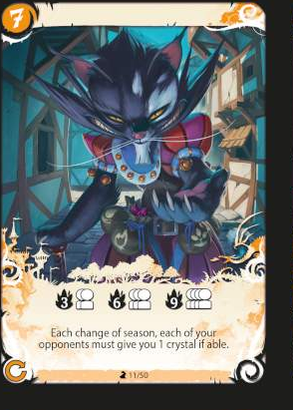 7
3 6 9
Each change of season, each of your
opponents must give you 1 crystal if able.
11/50